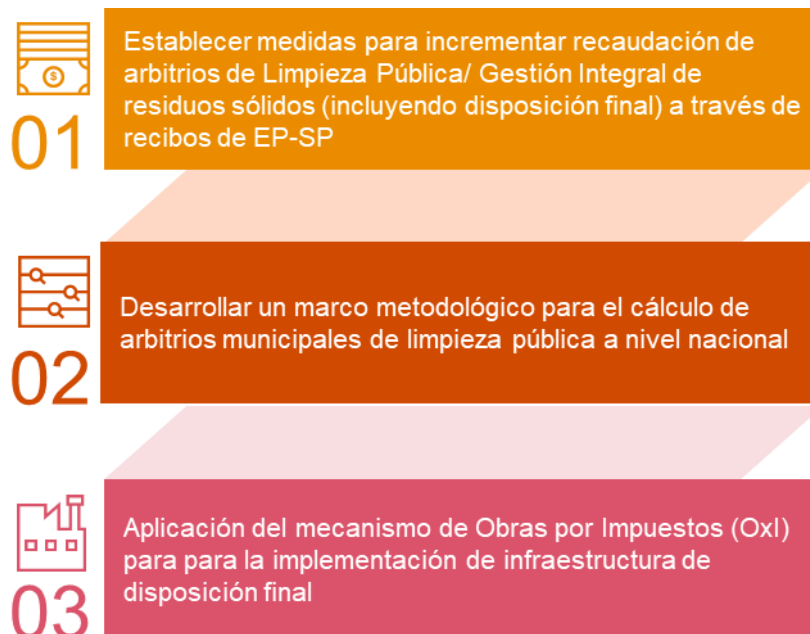 Establecer medidas para incrementar recaudación de
arbitrios de Limpieza Pública/ Gestión Integral de
residuos sólidos (incluyendo disposición final) a través de
recibos de EP-SP
01
Desarrollar un marco metodológico para el cálculo de
arbitrios municipales de limpieza pública a nivel nacional
02
Aplicación del mecanismo de Obras por Impuestos (OxI)
para para la implementación de infraestructura de
disposición final
03